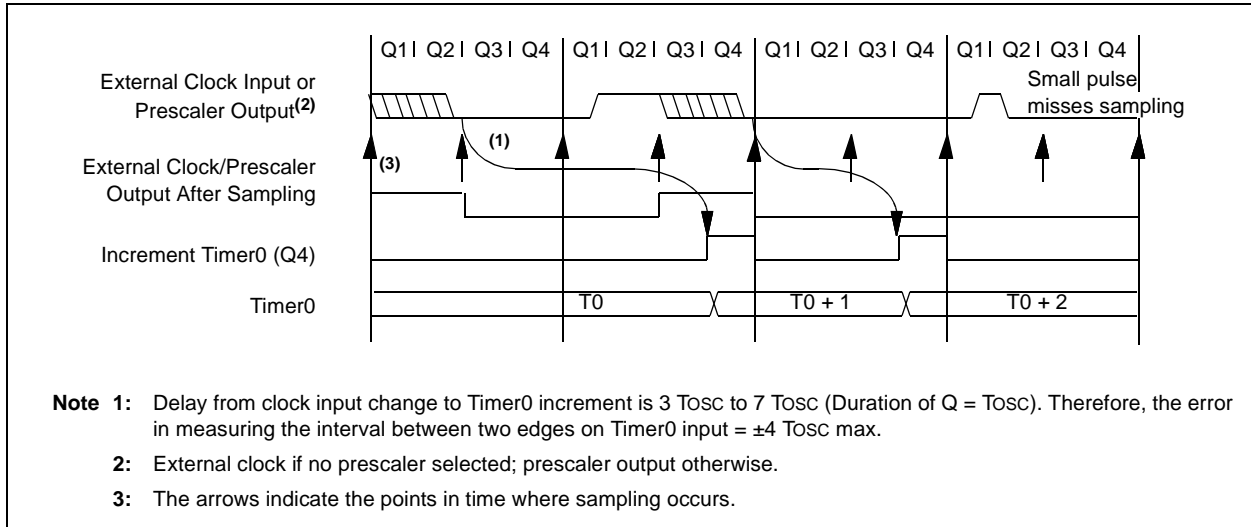 Q1 | Q2 | Q3 | Q4 Q1 | Q2 | Q3 | Q4 Q1 | Q2 | Q3 | Q4 Q1 | Q2 | Q3 | Q4
External Clock Input or
Prescaler Output(2)
Small pulse
misses sampling
(1)
(3)
External Clock/Prescaler
Output After Sampling
Increment Timer0 (Q4)
Timer0
T0 T0 + 1 T0 + 2
Note 1: Delay from clock input change to Timer0 increment is 3 TOSC to 7 TOSC (Duration of Q = TOSC). Therefore, the error
in measuring the interval between two edges on Timer0 input = ±4 TOSC max.
2: External clock if no prescaler selected; prescaler output otherwise.
3: The arrows indicate the points in time where sampling occurs.